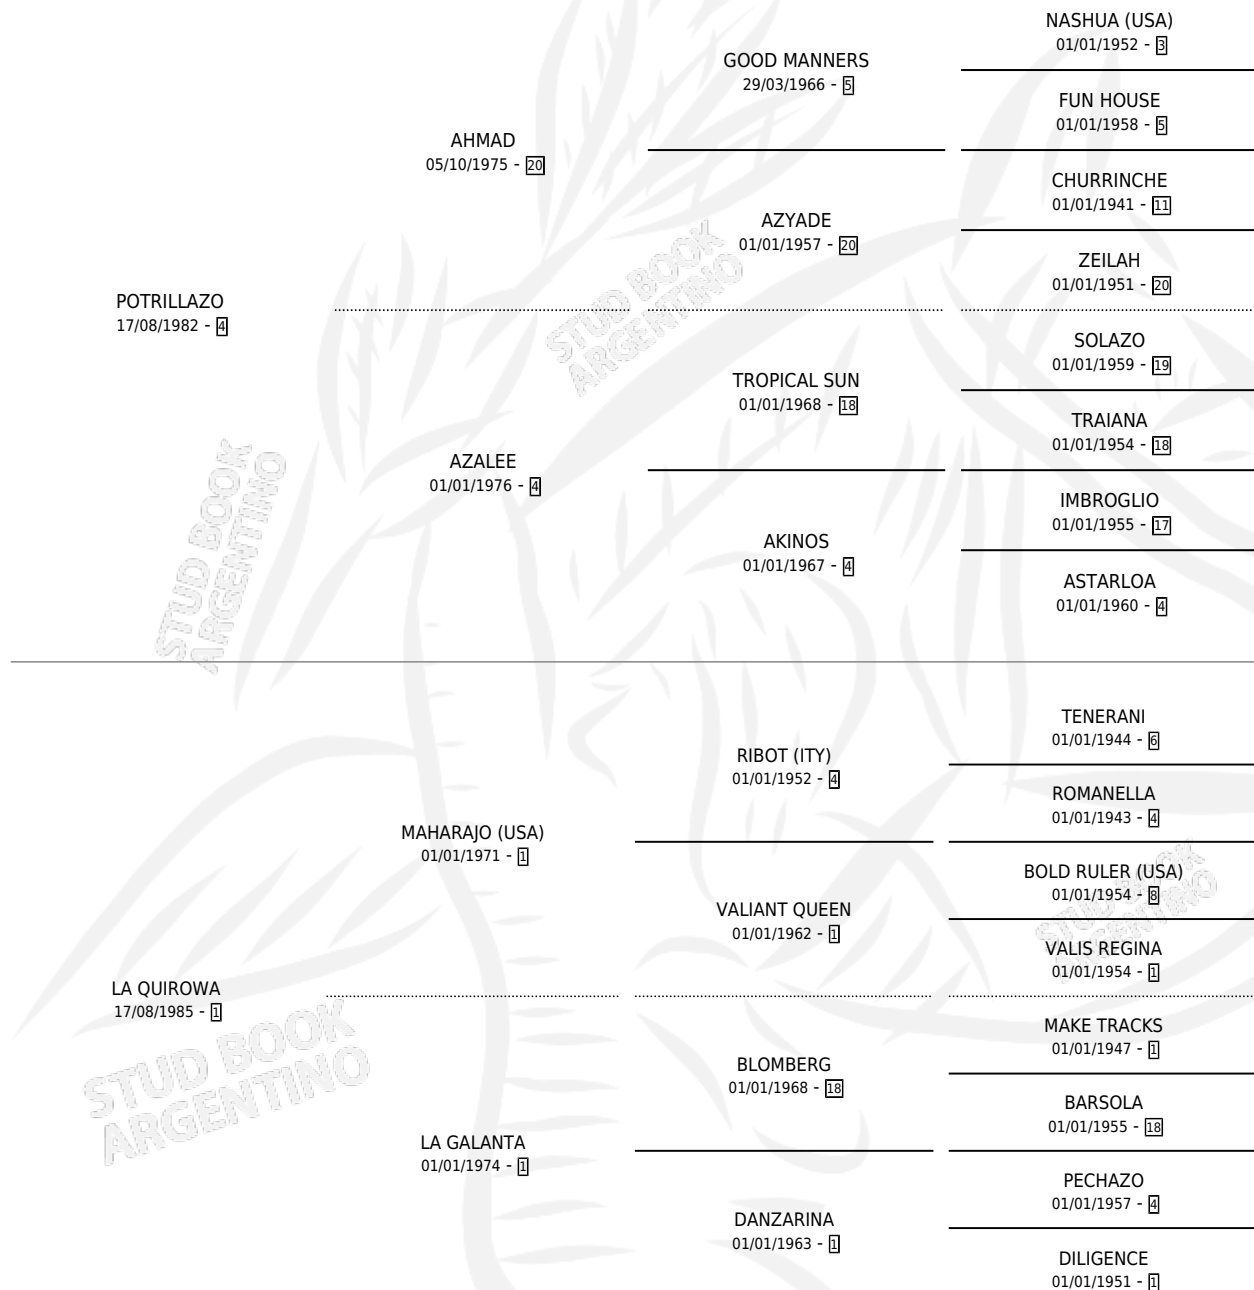 NASHUA (USA)
01/01/1952 - 3
GOOD MANNERS
29/03/1966 - 5
FUN HOUSE
01/01/1958 - 5
AHMAD
05/10/1975 - 20
CHURRINCHE
01/01/1941 - 11
AZYADE
01/01/1957 - 20
ZEILAH
01/01/1951 - 20
POTRILLAZO
17/08/1982 - 4
SOLAZO
01/01/1959 - 19
TROPICAL SUN
01/01/1968 - 18
TRAIANA
01/01/1954 - 18
AZALEE
01/01/1976 - 4
IMBROGLIO
01/01/1955 - 17
AKINOS
01/01/1967 - 4
ASTARLOA
01/01/1960 - 4
STUD BOOK
ARGENTINO
STUD BOOK
ARGENTINO
TENERANI
01/01/1944 - 6
RIBOT (ITY)
01/01/1952 - 4
ROMANELLA
01/01/1943 - 4
MAHARAJO (USA)
01/01/1971 - 1
BOLD RULER (USA)
01/01/1954 - 8
VALIANT QUEEN
01/01/1962 - 1
VALIS REGINA
01/01/1954 - 1
LA QUIROWA
17/08/1985 - 1
MAKE TRACKS
01/01/1947 - 1
BLOMBERG
01/01/1968 - 18
BARSOLA
01/01/1955 - 18
LA GALANTA
01/01/1974 - 1
PECHAZO
01/01/1957 - 4
DANZARINA
01/01/1963 - 1
DILIGENCE
01/01/1951 - 1
STUD BOOK
ARGENTINO
STUD BOOK
ARGENTINO